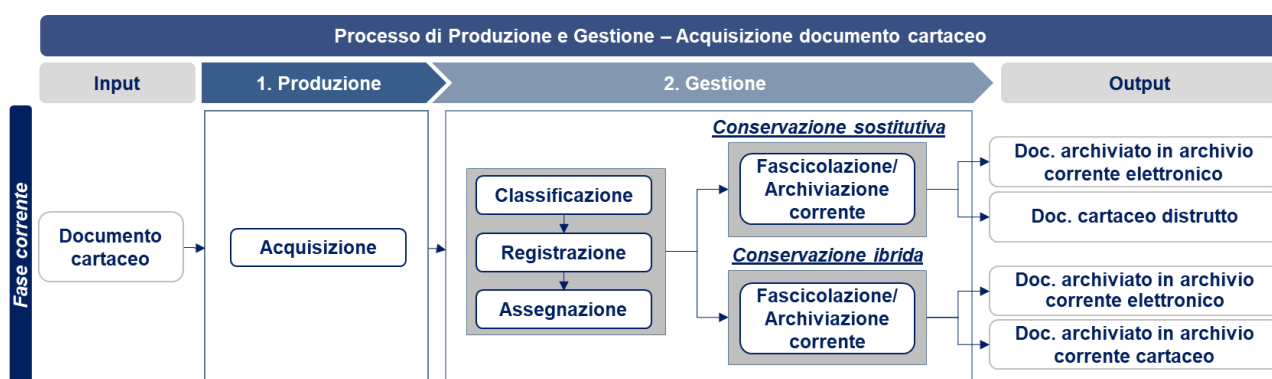 Processo di Produzione e Gestione – Acquisizione documento cartaceo
Input
1. Produzione
2. Gestione
Output
Fase corrente
Documento
cartaceo
Acquisizione
Classificazione
Registrazione
Assegnazione
Conservazione sostitutiva
Fascicolazione/
Archiviazione
corrente
Conservazione ibrida
Fascicolazione/
Archiviazione
corrente
Doc. archiviato in archivio
corrente elettronico
Doc. cartaceo distrutto
Doc. archiviato in archivio
corrente elettronico
Doc. archiviato in archivio
corrente cartaceo